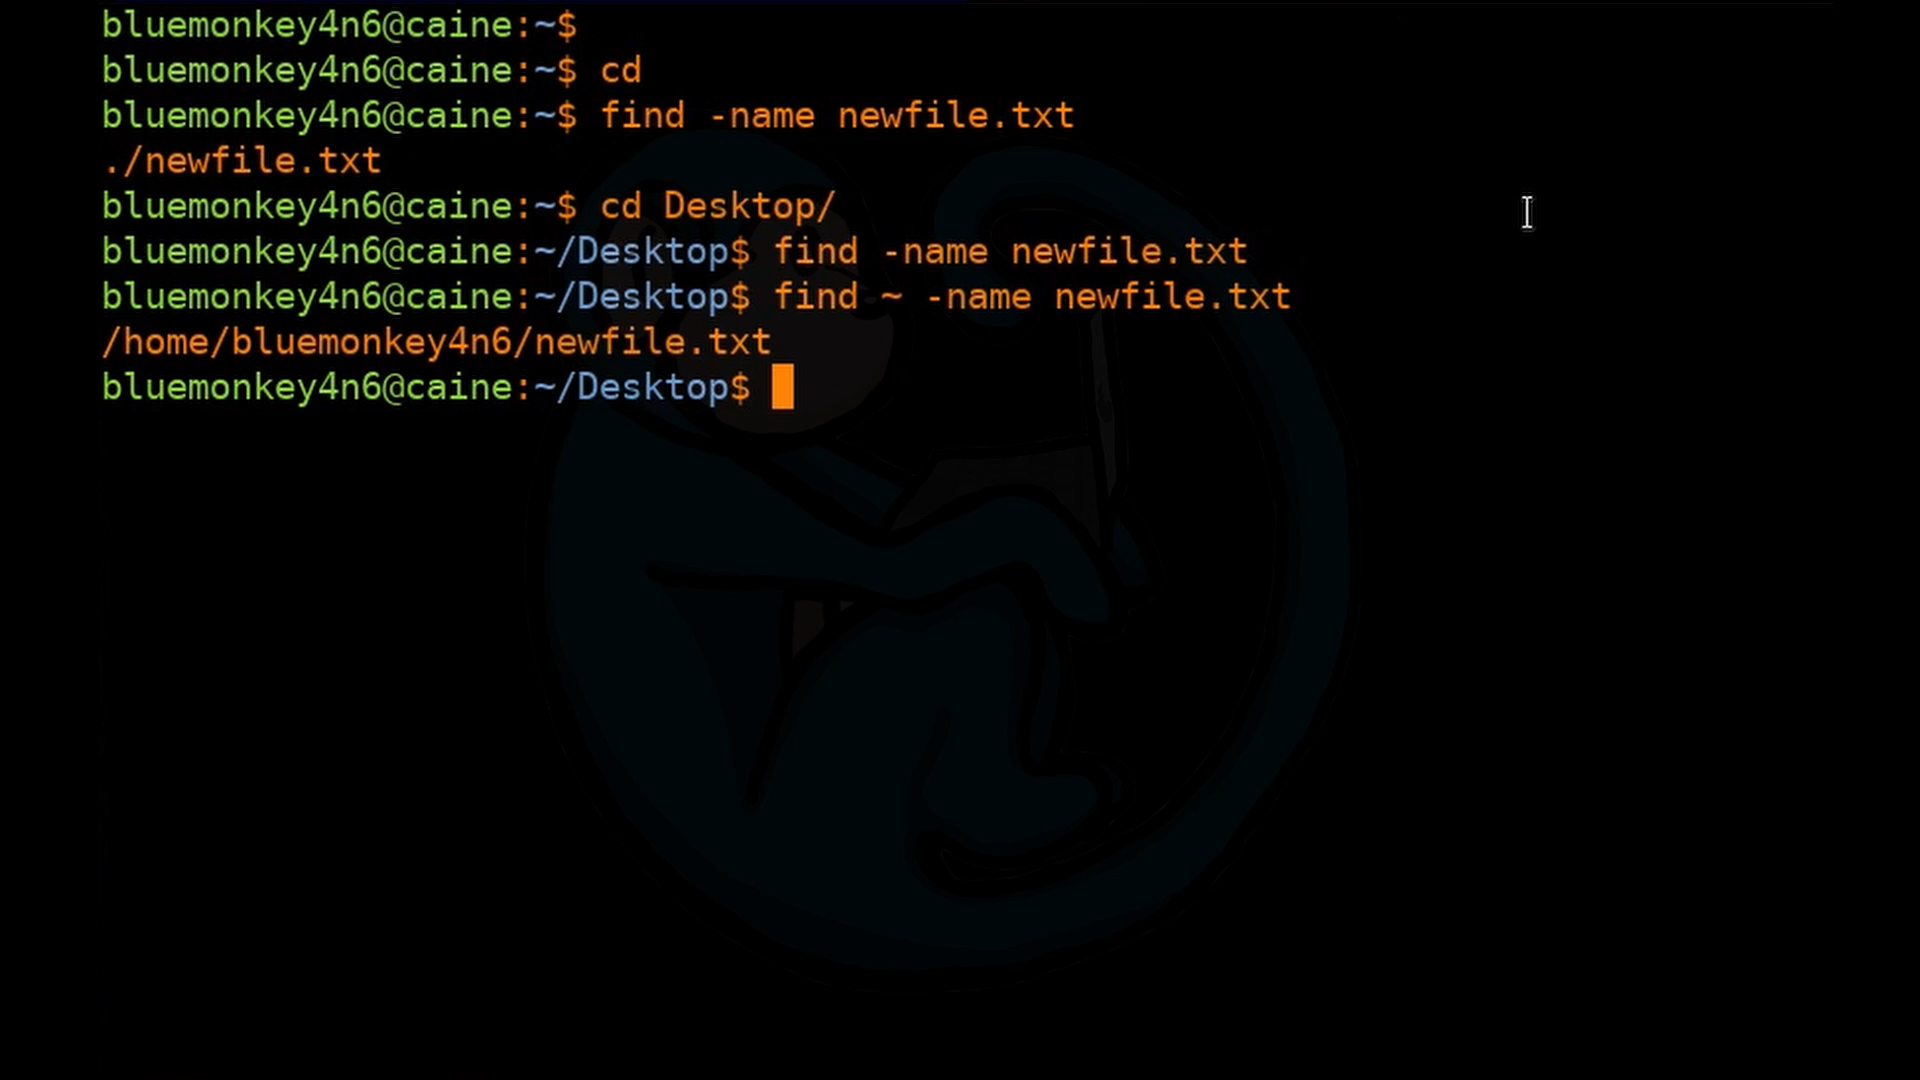 bluemonkey4n6@caine:~$
bluemonkey4n6@caine:~$ cd
bluemonkey4n6@caine:~$ find -name newfile.txt
./newfile.txt
bluemonkey4n6@caine:~$ cd Desktop/
bluemonkey4n6@caine:~/Desktop$ find -name newfile.txt
bluemonkey4n6@caine:~/Desktop$ find ~ -name newfile.txt
/home/bluemonkey4n6/newfile.txt
bluemonkey4n6@caine:~/Desktop$